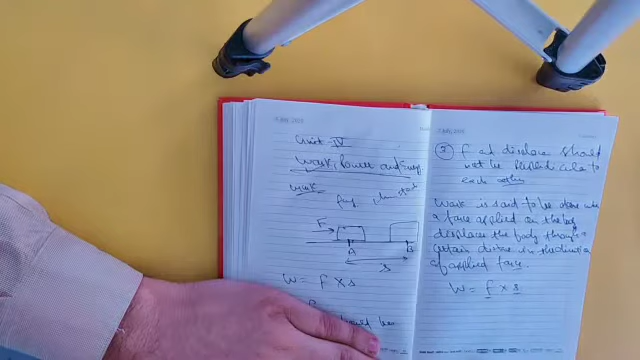 Unit - IV
Work, Power and Energy
Work
F
A
B
S
W = F × s
② F and displace should
not be perpendicular to
each other
Work is said to be done when
a force applied on the body
displaces the body through a
certain distance in the direction
of applied force.
W = F × s